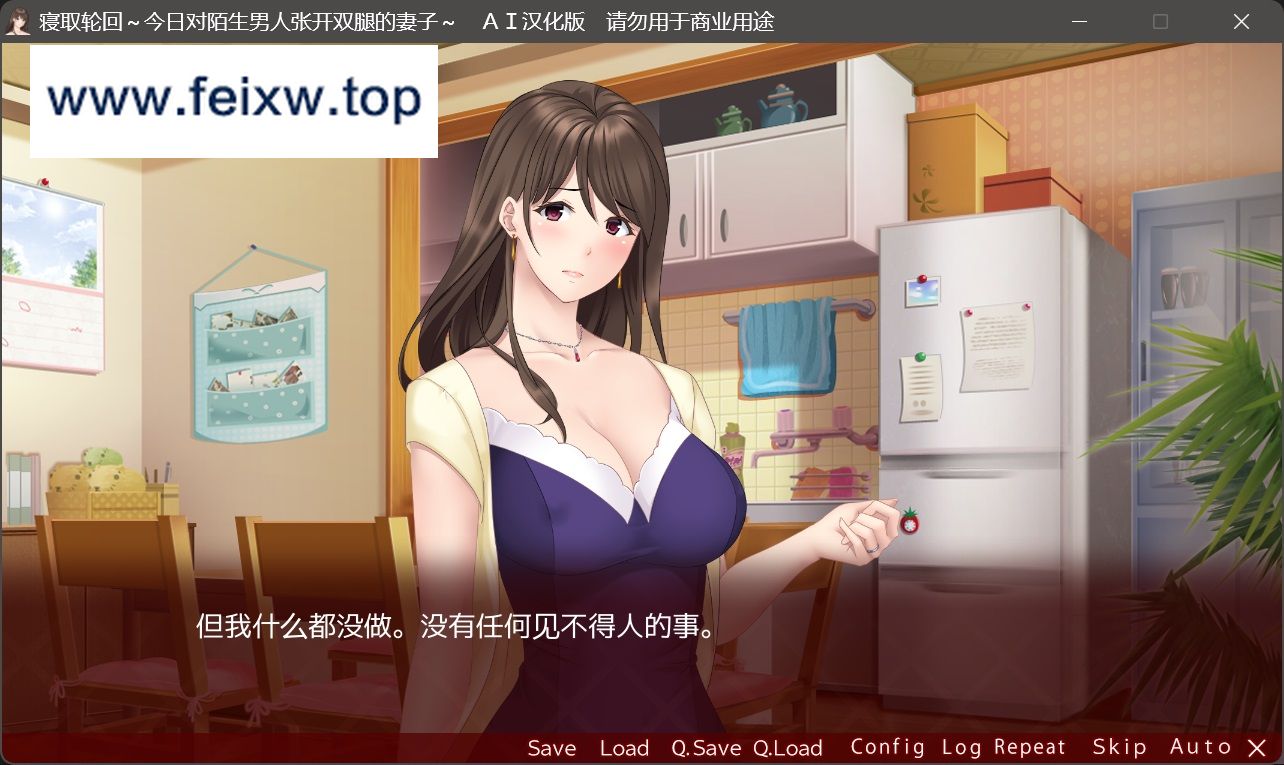 寝取轮回～今日对陌生男人张开双腿的妻子～　ＡＩ汉化版　请勿用于商业用途
www.feixw.top
但我什么都没做。没有任何见不得人的事。
Save Load Q.Save Q.Load Config Log Repeat Skip Auto